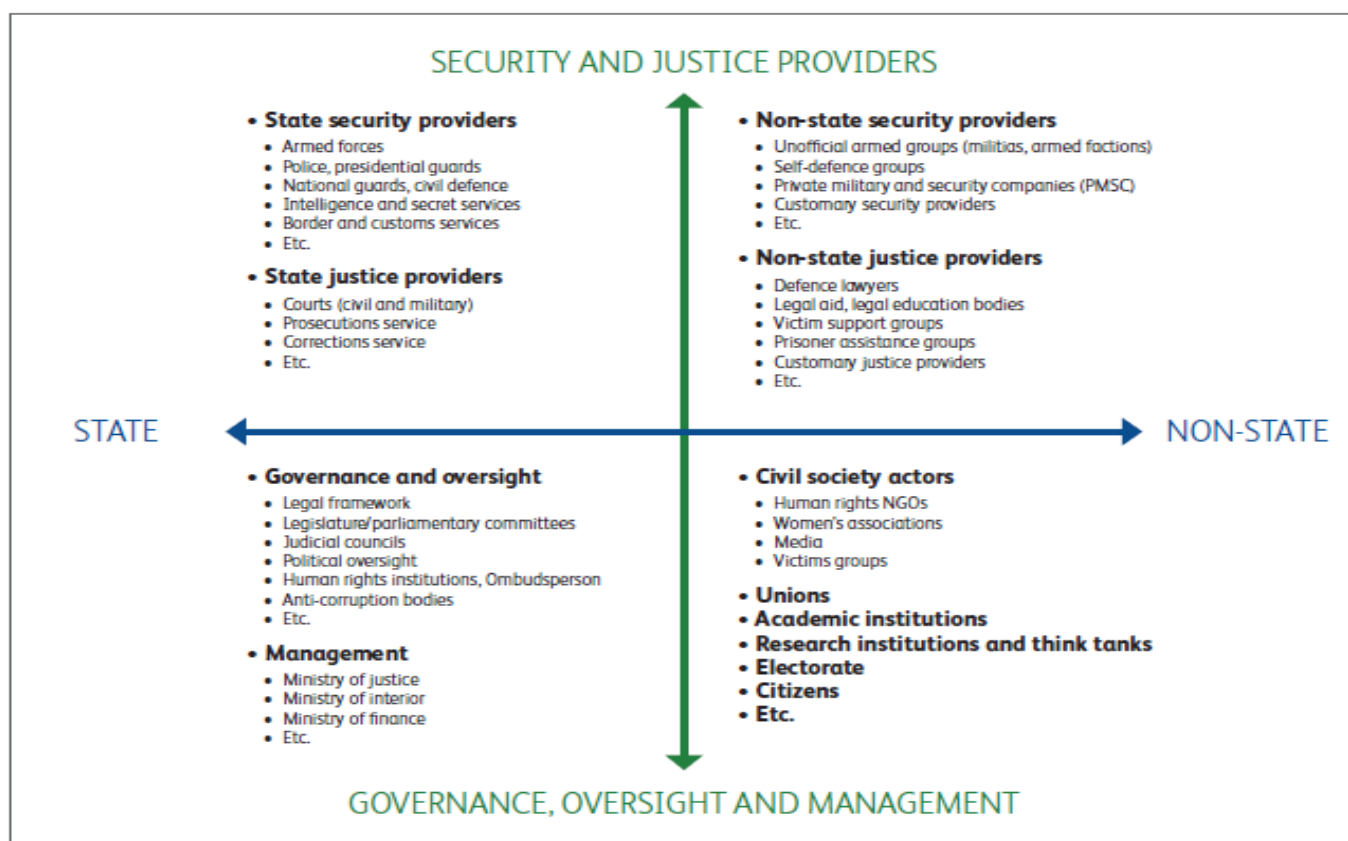 SECURITY AND JUSTICE PROVIDERS
• State security providers
• Armed forces
• Police, presidential guards
• National guards, civil defence
• Intelligence and secret services
• Border and customs services
• Etc.
• State justice providers
• Courts (civil and military)
• Prosecutions service
• Corrections service
• Etc.
• Non-state security providers
• Unofficial armed groups (militias, armed factions)
• Self-defence groups
• Private military and security companies (PMSC)
• Customary security providers
• Etc.
• Non-state justice providers
• Defence lawyers
• Legal aid, legal education bodies
• Victim support groups
• Prisoner assistance groups
• Customary justice providers
• Etc.
STATE
NON-STATE
• Governance and oversight
• Legal framework
• Legislature/parliamentary committees
• Judicial councils
• Political oversight
• Human rights institutions, Ombudsperson
• Anti-corruption bodies
• Etc.
• Management
• Ministry of justice
• Ministry of interior
• Ministry of finance
• Etc.
• Civil society actors
• Human rights NGOs
• Women's associations
• Media
• Victims groups
• Unions
• Academic institutions
• Research institutions and think tanks
• Electorate
• Citizens
• Etc.
GOVERNANCE, OVERSIGHT AND MANAGEMENT